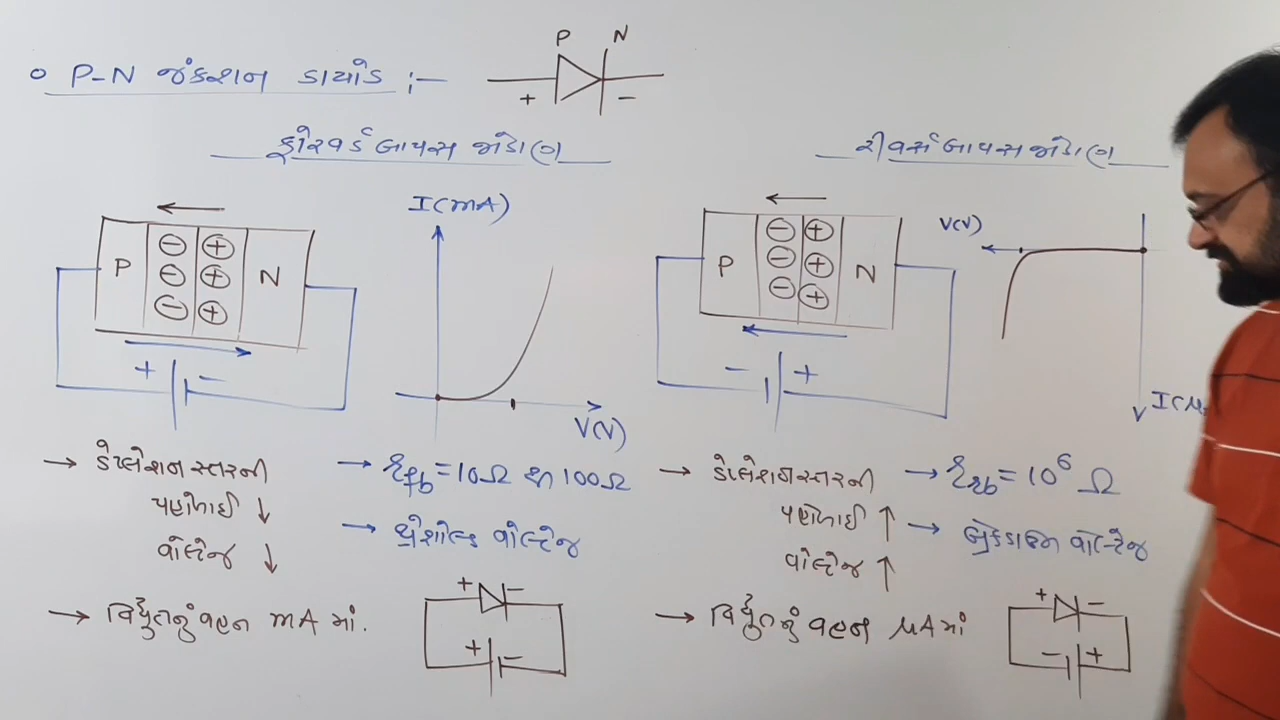 P N
○ P-N જંકશન ડાયોડ :-
+ -
ફોરવર્ડ બાયસ જોડાણ
રીવર્સ બાયસ જોડાણ
I(mA)
P - + N
- +
- +
+ -
V(V)
V(V)
P - + N
- +
- +
- +
I(μ
→ ડેપ્લેશન સ્તરની
પહોળાઈ ↓
વોલ્ટેજ ↓
→ rfb = 10Ω થી 100Ω
→ થ્રેશોલ્ડ વોલ્ટેજ
→ વિદ્યુતનું વહન mA માં.
+ -
+ -
→ ડેપ્લેશન સ્તરની
પહોળાઈ ↑
વોલ્ટેજ ↑
→ rrb = 10⁶ Ω
→ બ્રેકડાઉન વોલ્ટેજ
→ વિદ્યુતનું વહન μA માં
+ -
- +